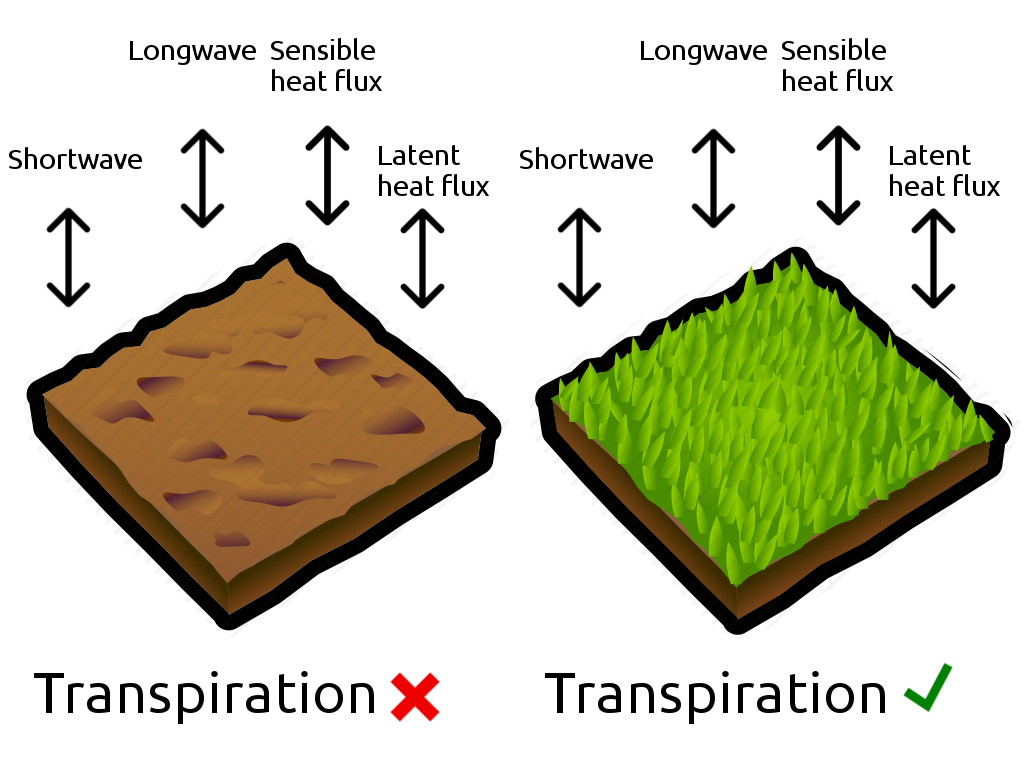 Longwave Sensible
heat flux
Shortwave
Latent
heat flux
Longwave Sensible
heat flux
Shortwave
Latent
heat flux
Transpiration
Transpiration